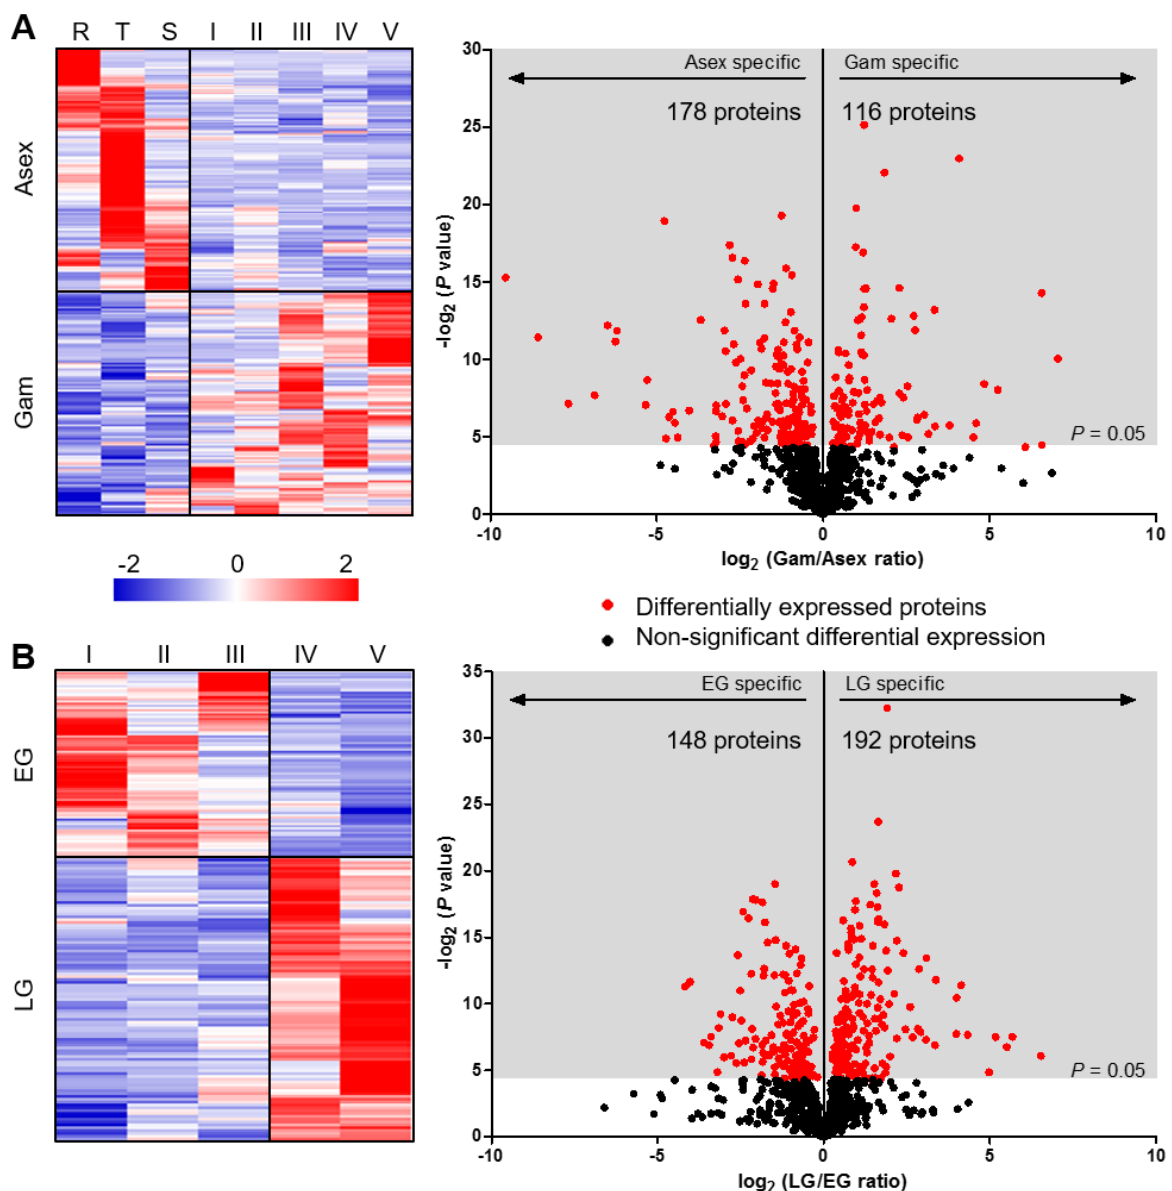 A
R T S I II III IV V
Asex
Gam
-2 0 2
30
25
20
15
10
5
0
-log2 (P value)
Asex specific
Gam specific
178 proteins
116 proteins
P = 0.05
-10 -5 0 5 10
log2 (Gam/Asex ratio)
Differentially expressed proteins
Non-significant differential expression
B
I II III IV V
EG
LG
35
30
25
20
15
10
5
0
-log2 (P value)
EG specific
LG specific
148 proteins
192 proteins
P = 0.05
-10 -5 0 5 10
log2 (LG/EG ratio)